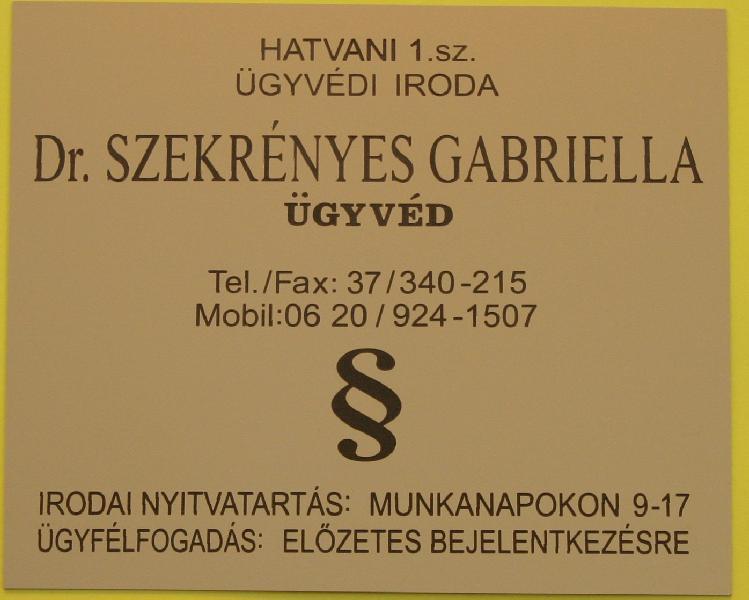 HATVANI 1.sz.
ÜGYVÉDI IRODA
Dr. SZEKRÉNYES GABRIELLA
ÜGYVÉD
Tel./Fax: 37/340-215
Mobil:06 20/924-1507
§
IRODAI NYITVATARTÁS: MUNKANAPOKON 9-17
ÜGYFÉLFOGADÁS: ELŐZETES BEJELENTKEZÉSRE